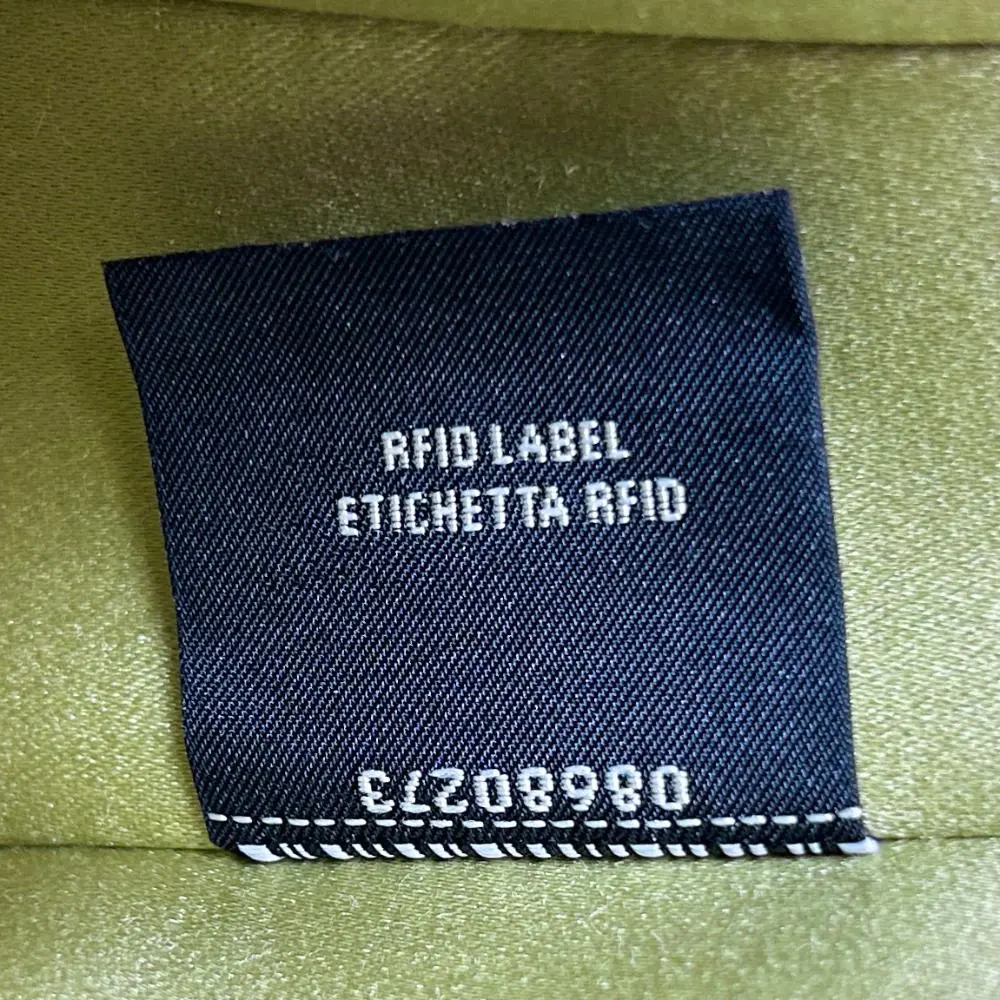 RFID LABEL
ETICHETTA RFID
08680273